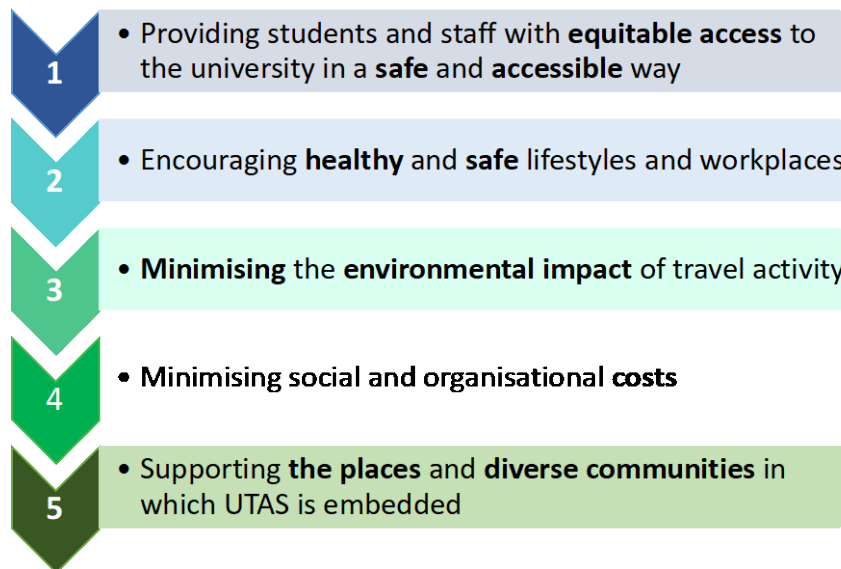 1
• Providing students and staff with equitable access to
the university in a safe and accessible way
2
• Encouraging healthy and safe lifestyles and workplaces
3
• Minimising the environmental impact of travel activity
4
• Minimising social and organisational costs
5
• Supporting the places and diverse communities in
which UTAS is embedded